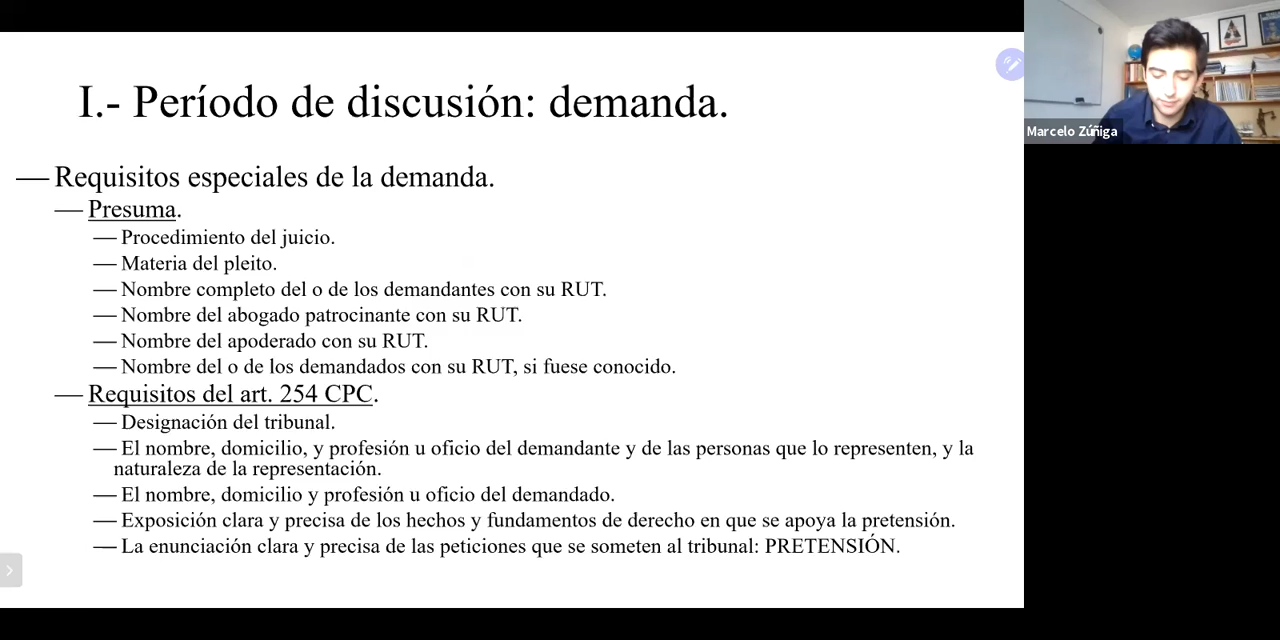 I.- Período de discusión: demanda.
— Requisitos especiales de la demanda.
— Presuma.
— Procedimiento del juicio.
— Materia del pleito.
— Nombre completo del o de los demandantes con su RUT.
— Nombre del abogado patrocinante con su RUT.
— Nombre del apoderado con su RUT.
— Nombre del o de los demandados con su RUT, si fuese conocido.
— Requisitos del art. 254 CPC.
— Designación del tribunal.
— El nombre, domicilio, y profesión u oficio del demandante y de las personas que lo representen, y la
naturaleza de la representación.
— El nombre, domicilio y profesión u oficio del demandado.
— Exposición clara y precisa de los hechos y fundamentos de derecho en que se apoya la pretensión.
— La enunciación clara y precisa de las peticiones que se someten al tribunal: PRETENSIÓN.
Marcelo Zúñiga